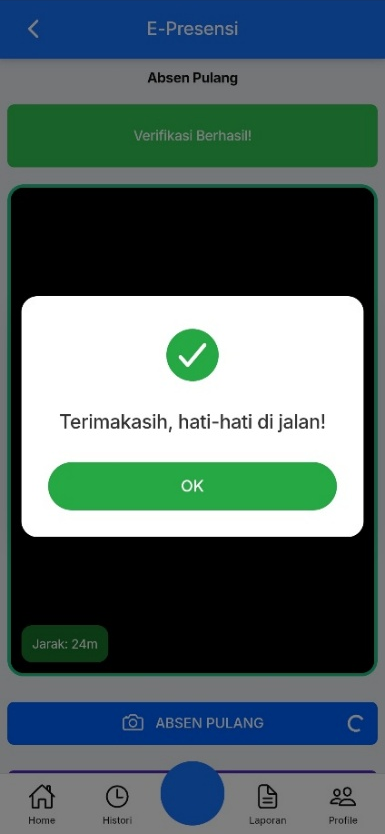 E-Presensi
Absen Pulang
Verifikasi Berhasil!
Terimakasih, hati-hati di jalan!
OK
Jarak: 24m
ABSEN PULANG
Home
Histori
Laporan
Profile